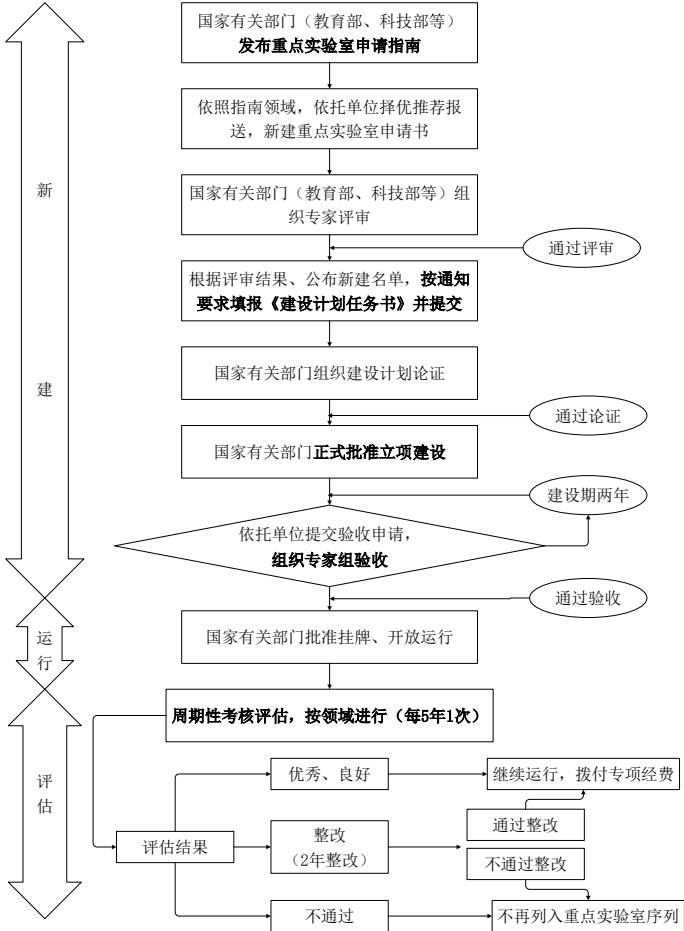 国家有关部门（教育部、科技部等）
发布重点实验室申请指南
依照指南领域，依托单位择优推荐报
送，新建重点实验室申请书
新
国家有关部门（教育部、科技部等）组
织专家评审
通过评审
根据评审结果、公布新建名单，按通知
要求填报《建设计划任务书》并提交
建
国家有关部门组织建设计划论证
通过论证
国家有关部门正式批准立项建设
建设期两年
依托单位提交验收申请，
组织专家组验收
通过验收
运
行
国家有关部门批准挂牌、开放运行
周期性考核评估，按领域进行（每5年1次）
评
估
优秀、良好
继续运行，拨付专项经费
通过整改
评估结果
整改
（2年整改）
不通过整改
不通过
不再列入重点实验室序列